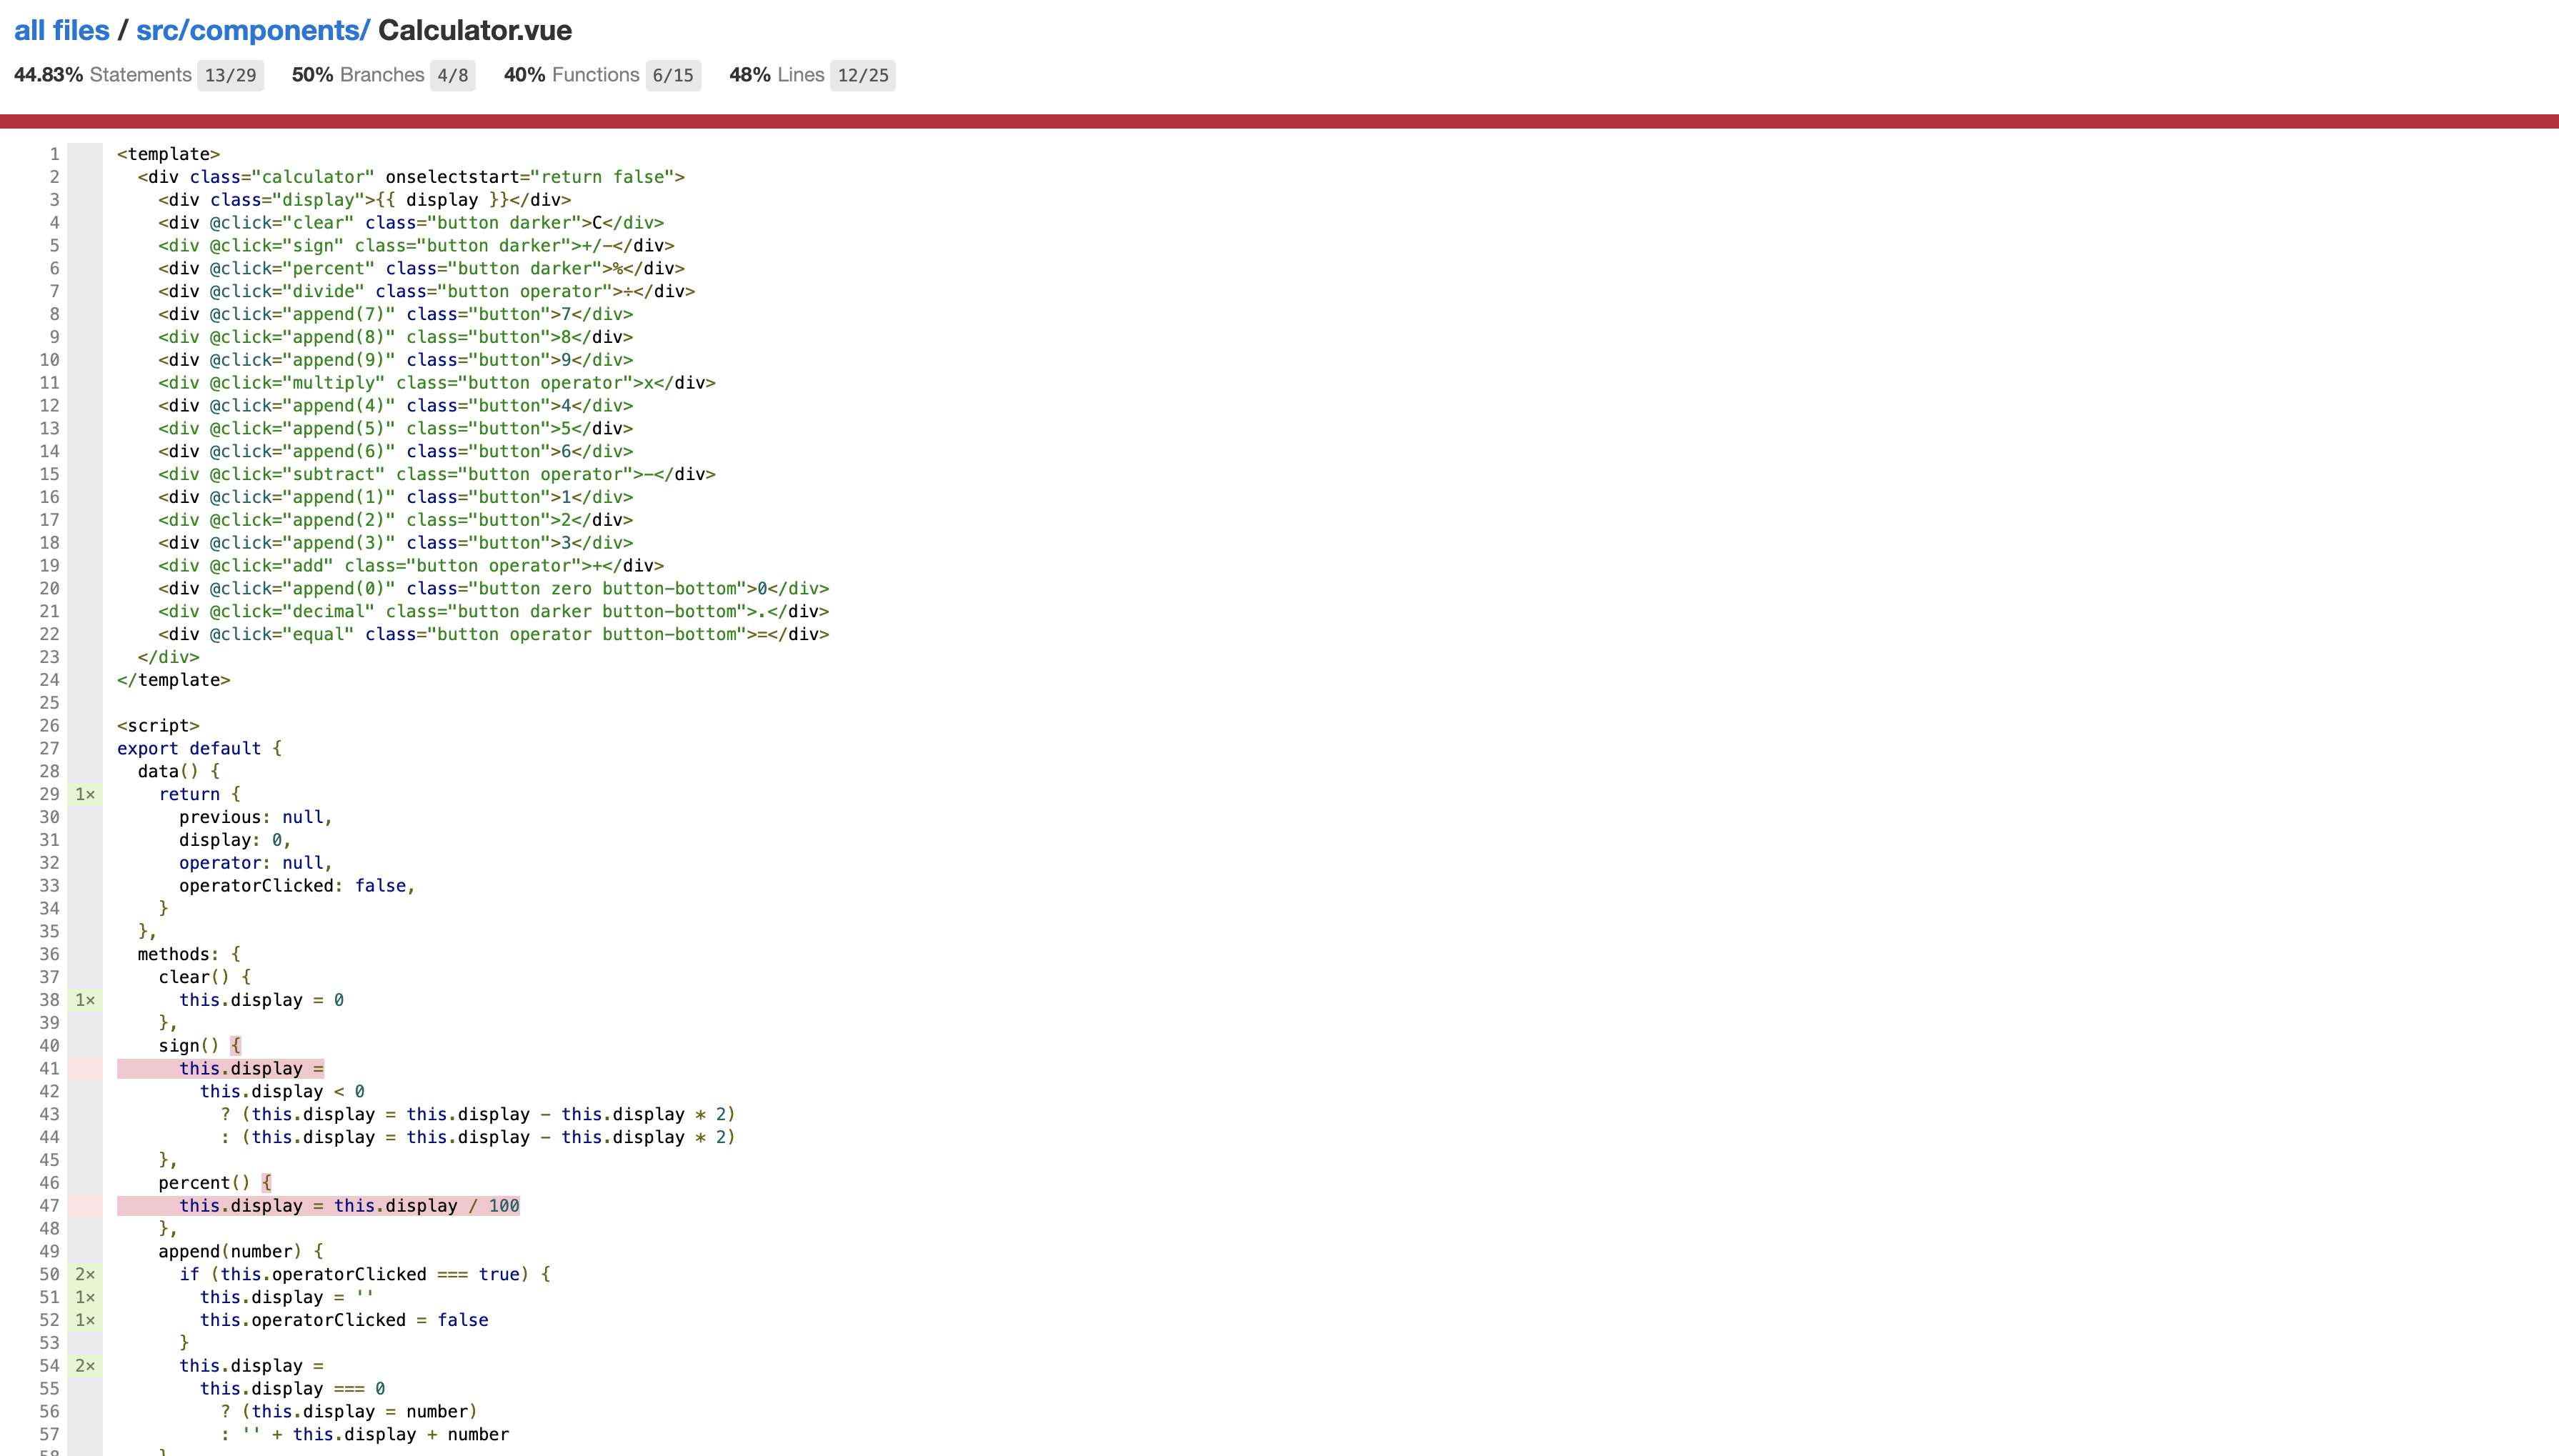 all files / src/components/ Calculator.vue
44.83% Statements 13/29 50% Branches 4/8 40% Functions 6/15 48% Lines 12/25
1 <template>
2 <div class="calculator" onselectstart="return false">
3 <div class="display">{{ display }}</div>
4 <div @click="clear" class="button darker">C</div>
5 <div @click="sign" class="button darker">+/-</div>
6 <div @click="percent" class="button darker">%</div>
7 <div @click="divide" class="button operator">÷</div>
8 <div @click="append(7)" class="button">7</div>
9 <div @click="append(8)" class="button">8</div>
10 <div @click="append(9)" class="button">9</div>
11 <div @click="multiply" class="button operator">x</div>
12 <div @click="append(4)" class="button">4</div>
13 <div @click="append(5)" class="button">5</div>
14 <div @click="append(6)" class="button">6</div>
15 <div @click="subtract" class="button operator">-</div>
16 <div @click="append(1)" class="button">1</div>
17 <div @click="append(2)" class="button">2</div>
18 <div @click="append(3)" class="button">3</div>
19 <div @click="add" class="button operator">+</div>
20 <div @click="append(0)" class="button zero button-bottom">0</div>
21 <div @click="decimal" class="button darker button-bottom">.</div>
22 <div @click="equal" class="button operator button-bottom">=</div>
23 </div>
24 </template>
25
26 <script>
27 export default {
28 data() {
29 1× return {
30 previous: null,
31 display: 0,
32 operator: null,
33 operatorClicked: false,
34 }
35 },
36 methods: {
37 clear() {
38 1× this.display = 0
39 },
40 sign() {
41 this.display =
42 this.display < 0
43 ? (this.display = this.display - this.display * 2)
44 : (this.display = this.display - this.display * 2)
45 },
46 percent() {
47 this.display = this.display / 100
48 },
49 append(number) {
50 2× if (this.operatorClicked === true) {
51 1× this.display = ''
52 1× this.operatorClicked = false
53 }
54 2× this.display =
55 this.display === 0
56 ? (this.display = number)
57 : '' + this.display + number
58 }